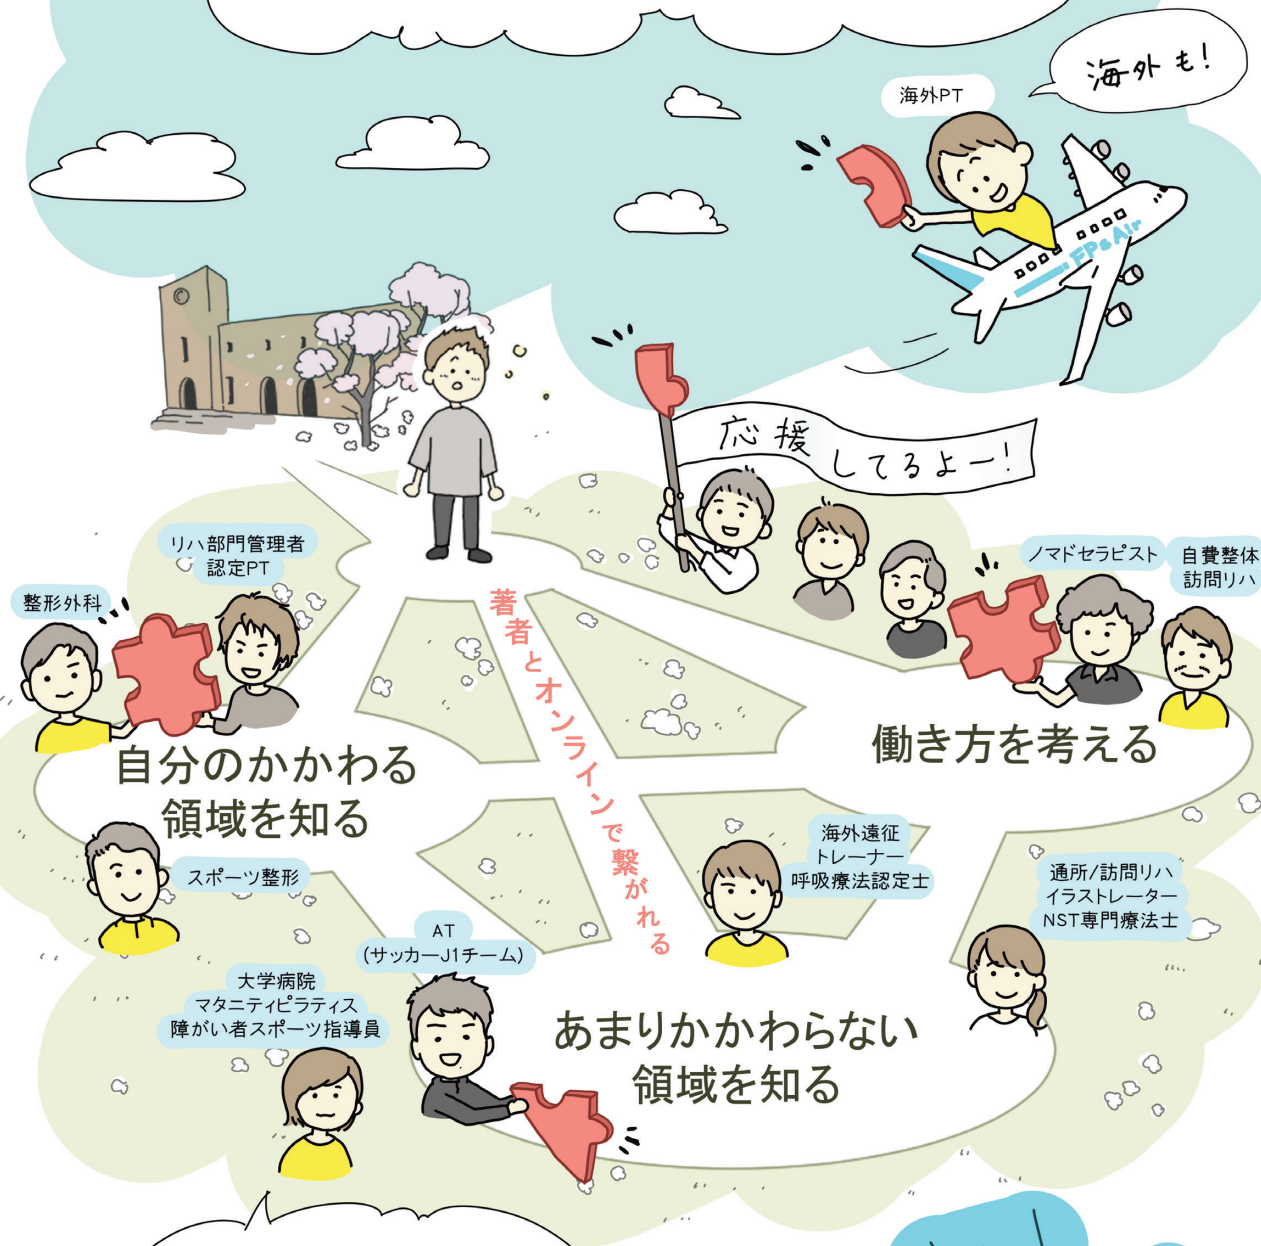 海外も!
海外PT
FPs Air
応援してるよー!
リハ部門管理者
認定PT
整形外科
ノマドセラピスト
自費整体
訪問リハ
著者とオンラインで繋がれる
自分のかかわる
領域を知る
働き方を考える
スポーツ整形
海外遠征
トレーナー
呼吸療法認定士
通所/訪問リハ
イラストレーター
NST専門療法士
AT
(サッカーJ1チーム)
大学病院
マタニティピラティス
障がい者スポーツ指導員
あまりかかわらない
領域を知る